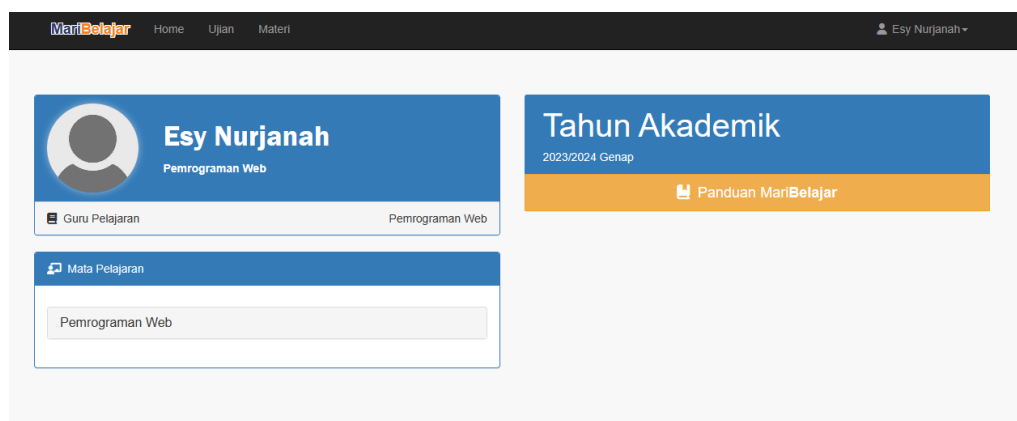 MariBelajar Home Ujian Materi Esy Nurjanah
Esy Nurjanah
Pemrograman Web
Guru Pelajaran Pemrograman Web
Mata Pelajaran
Pemrograman Web
Tahun Akademik
2023/2024 Genap
Panduan MariBelajar